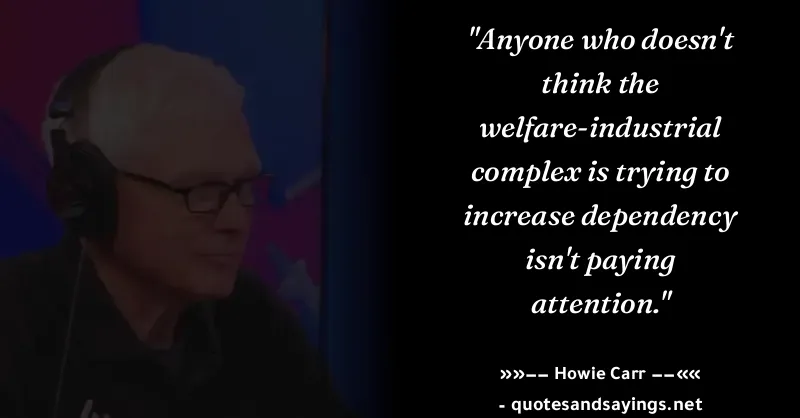 "Anyone who doesn't
think the
welfare-industrial
complex is trying to
increase dependency
isn't paying
attention."
»»―― Howie Carr ――««
- quotesandsayings.net